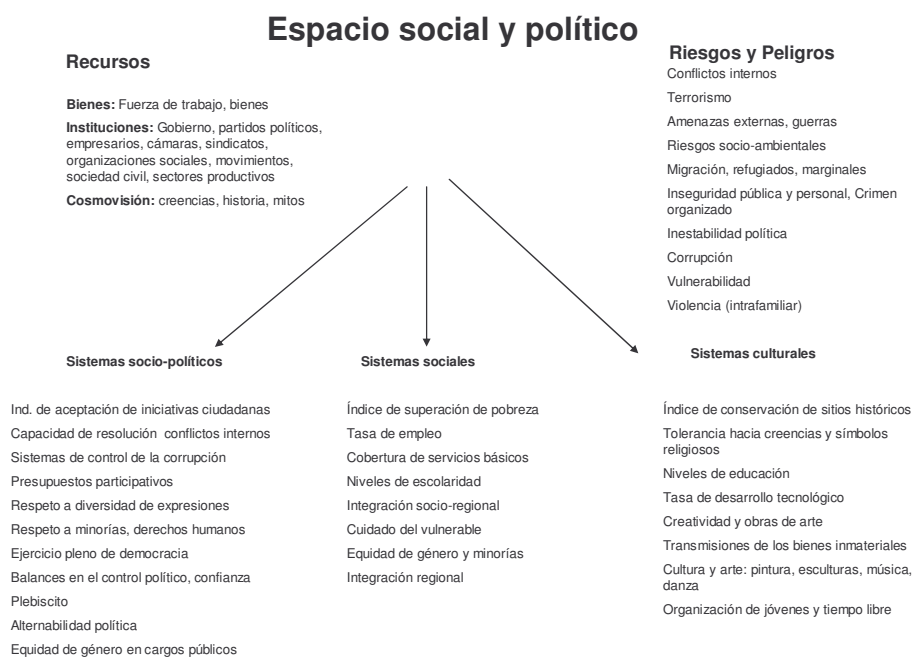 Espacio social y político
Recursos
Bienes: Fuerza de trabajo, bienes
Instituciones: Gobierno, partidos políticos,
empresarios, cámaras, sindicatos,
organizaciones sociales, movimientos,
sociedad civil, sectores productivos
Cosmovisión: creencias, historia, mitos
Riesgos y Peligros
Conflictos internos
Terrorismo
Amenazas externas, guerras
Riesgos socio-ambientales
Migración, refugiados, marginales
Inseguridad pública y personal, Crimen
organizado
Inestabilidad política
Corrupción
Vulnerabilidad
Violencia (intrafamiliar)
Sistemas socio-políticos
Ind. de aceptación de iniciativas ciudadanas
Capacidad de resolución conflictos internos
Sistemas de control de la corrupción
Presupuestos participativos
Respeto a diversidad de expresiones
Respeto a minorías, derechos humanos
Ejercicio pleno de democracia
Balances en el control político, confianza
Plebiscito
Alternabilidad política
Equidad de género en cargos públicos
Sistemas sociales
Índice de superación de pobreza
Tasa de empleo
Cobertura de servicios básicos
Niveles de escolaridad
Integración socio-regional
Cuidado del vulnerable
Equidad de género y minorías
Integración regional
Sistemas culturales
Índice de conservación de sitios históricos
Tolerancia hacia creencias y símbolos
religiosos
Niveles de educación
Tasa de desarrollo tecnológico
Creatividad y obras de arte
Transmisiones de los bienes inmateriales
Cultura y arte: pintura, esculturas, música,
danza
Organización de jóvenes y tiempo libre